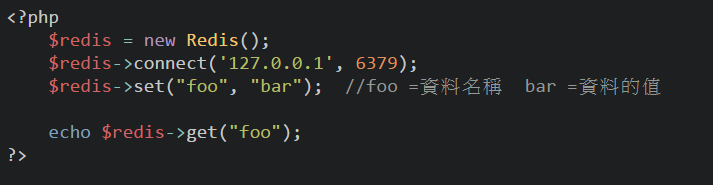 <?php
    $redis = new Redis();
    $redis->connect('127.0.0.1', 6379);
    $redis->set("foo", "bar");  //foo =資料名稱  bar =資料的值
    echo $redis->get("foo");
?>